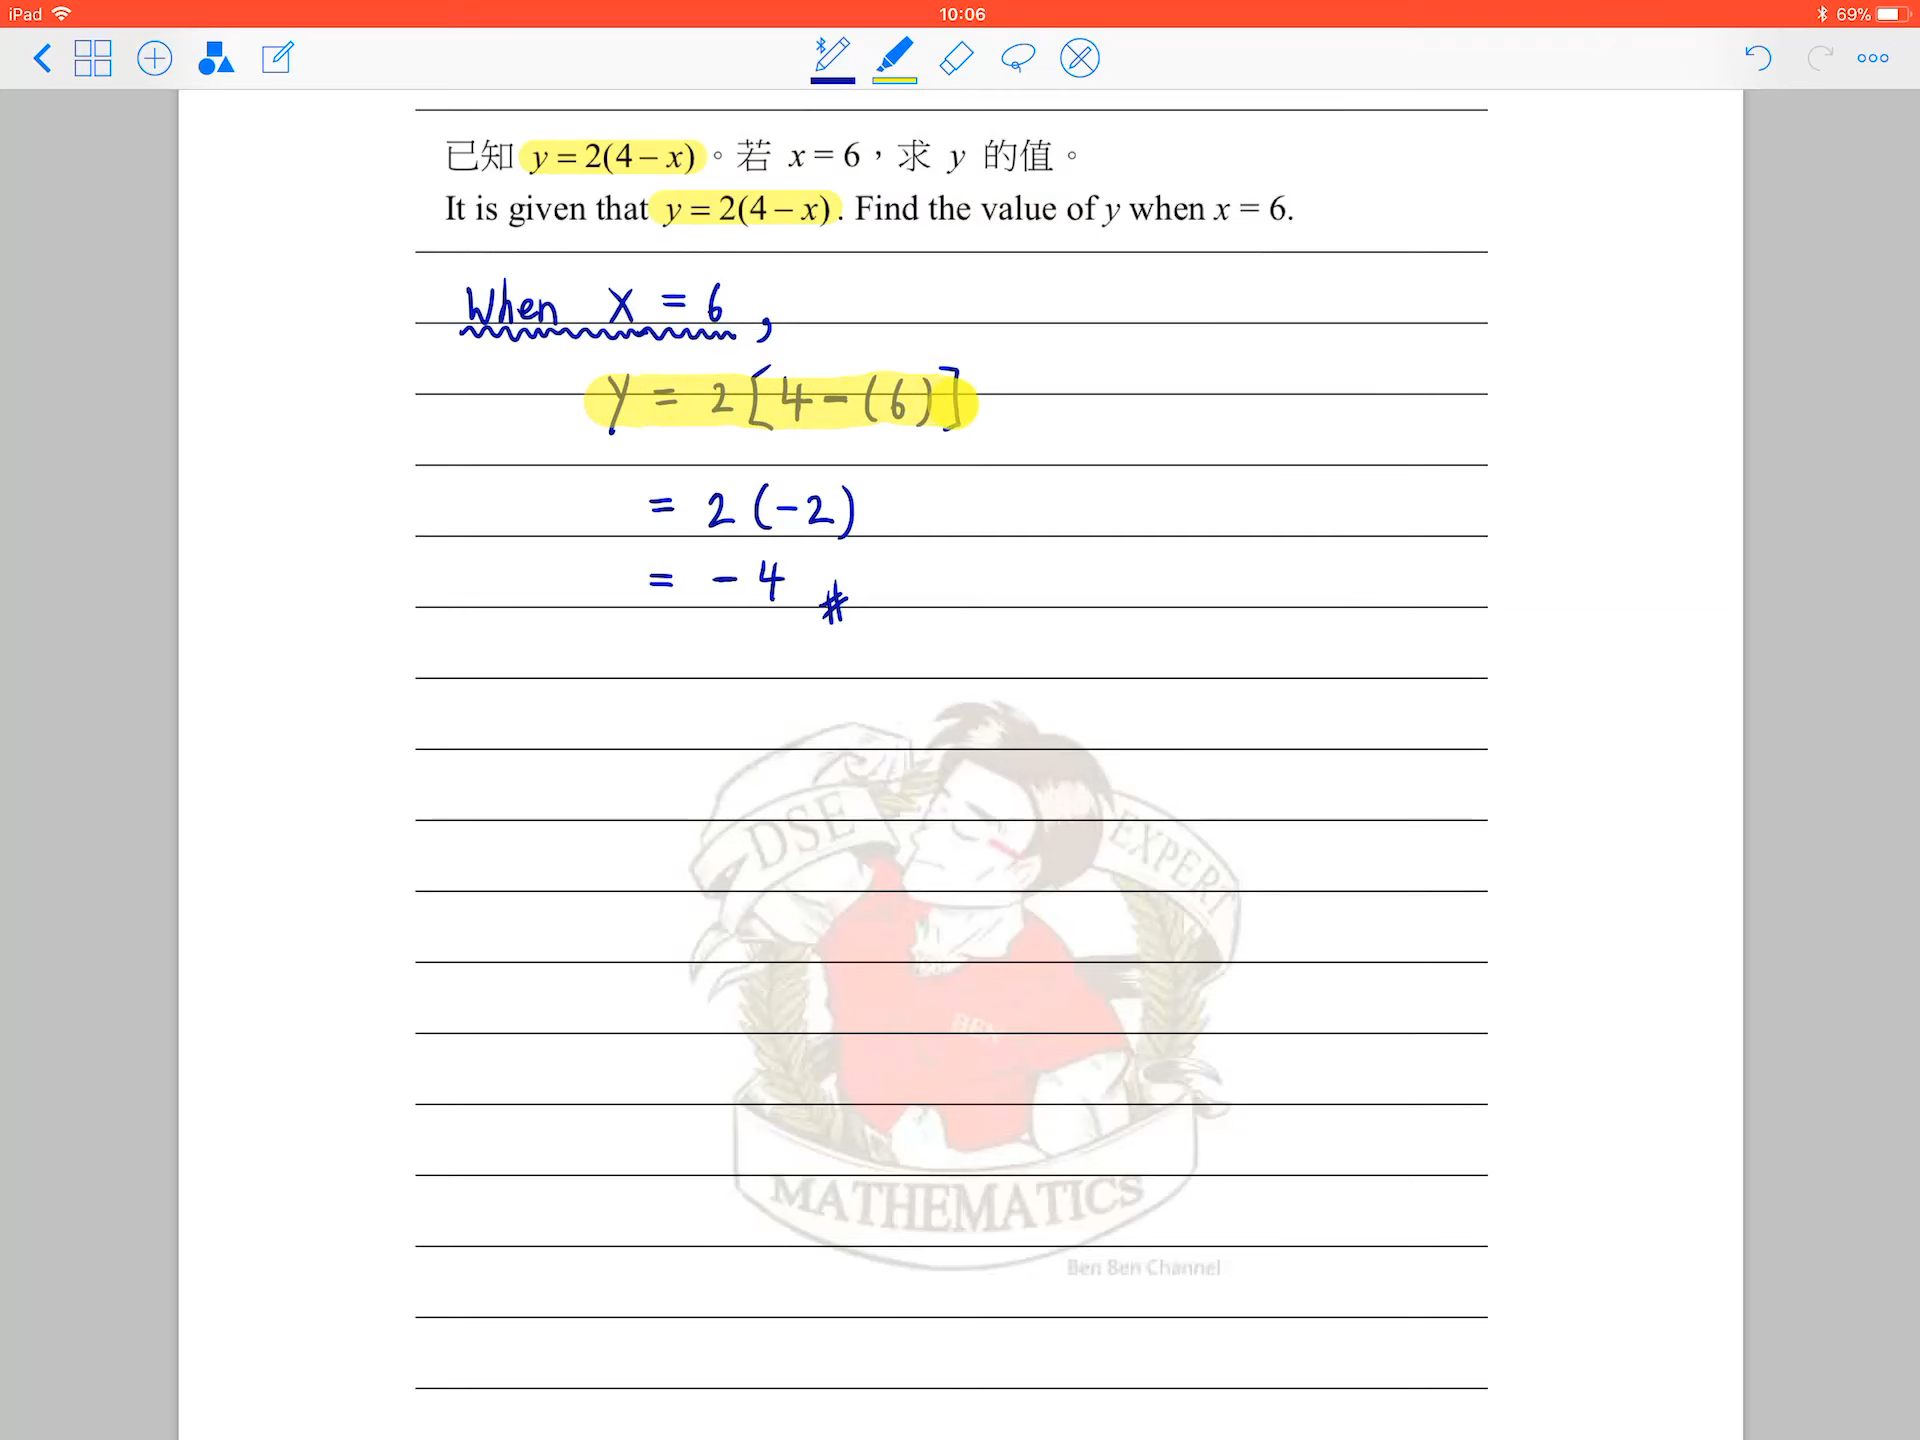 iPad 10:06 69%
已知 y = 2(4 – x) 。若 x = 6，求 y 的值。
It is given that y = 2(4 – x) . Find the value of y when x = 6.
When x = 6 ,
y = 2 [ 4 – (6) ]
= 2 (–2)
= – 4 #
DSE EXPERT
BEN
MATHEMATICS
Ben Ben Channel